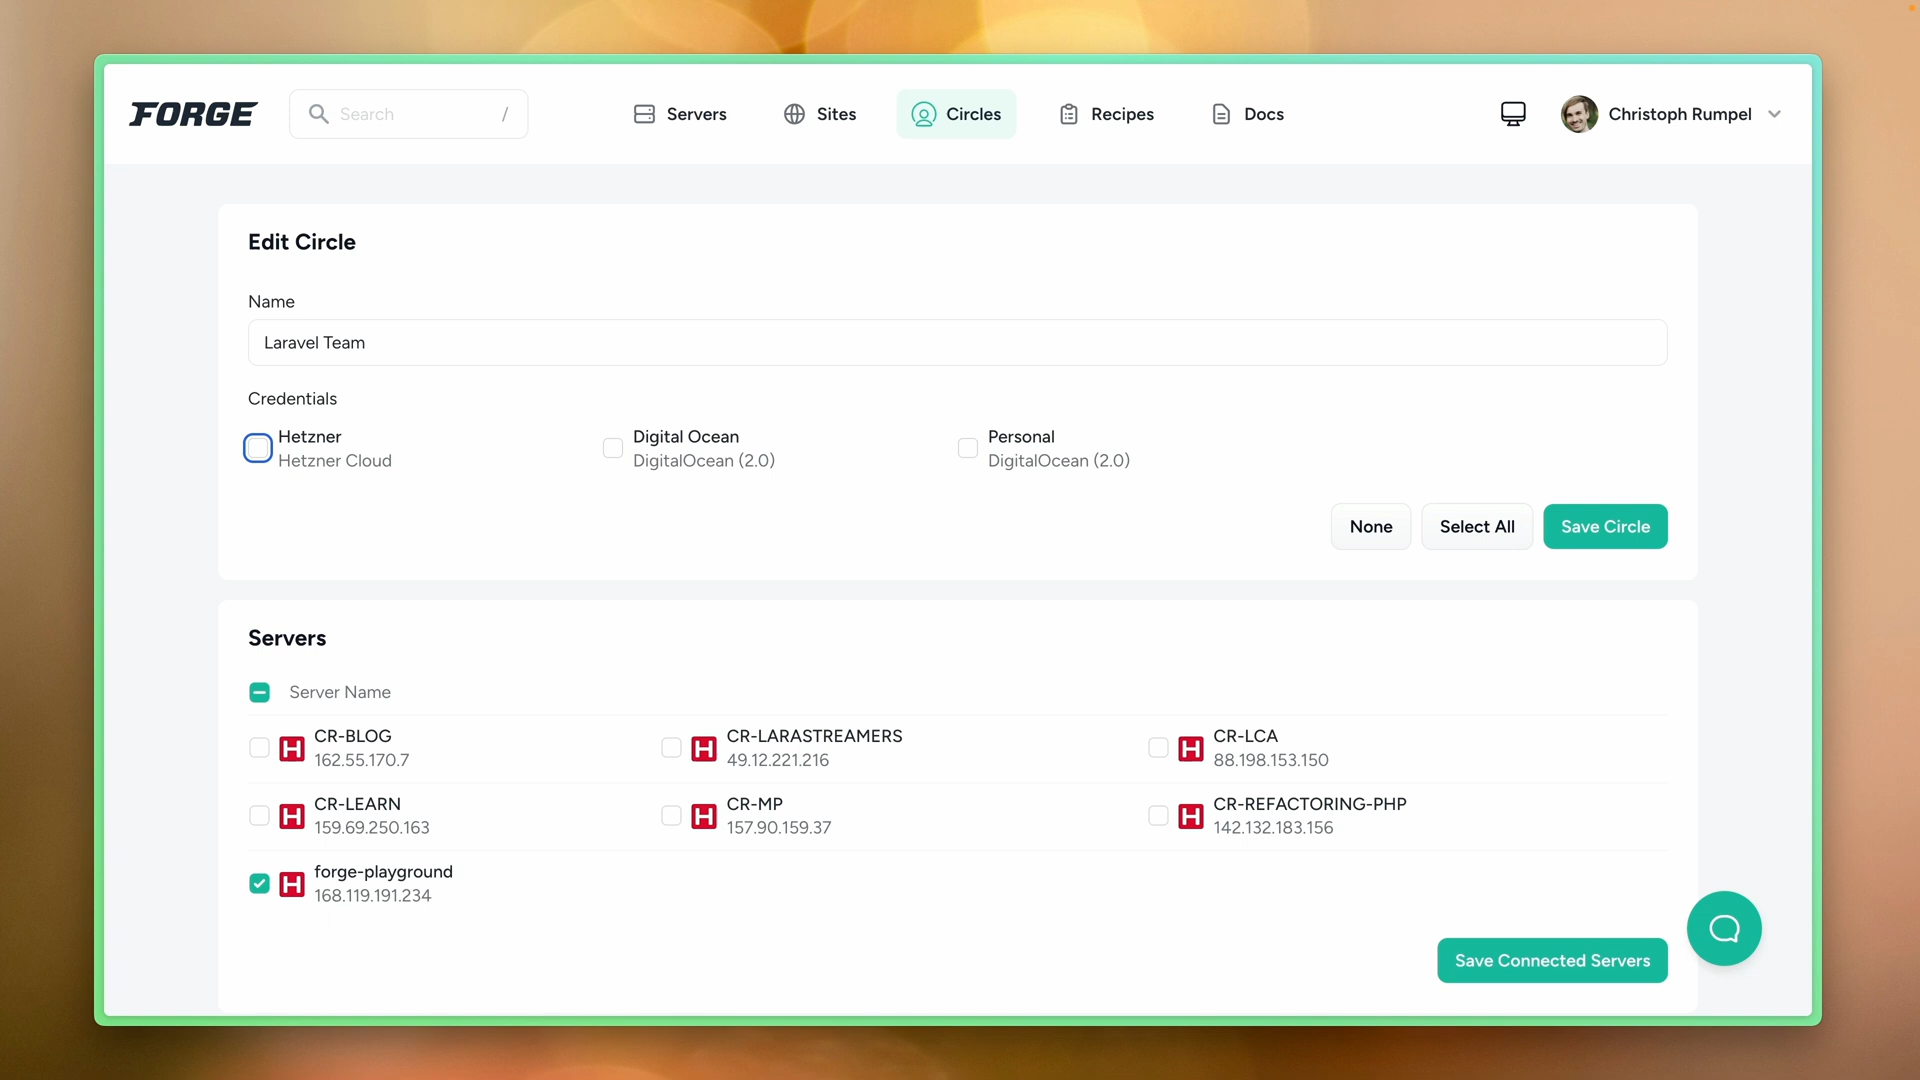 FORGE
Search /
Servers
Sites
Circles
Recipes
Docs
Christoph Rumpel
Edit Circle
Name
Laravel Team
Credentials
Hetzner
Hetzner Cloud
Digital Ocean
DigitalOcean (2.0)
Personal
DigitalOcean (2.0)
None
Select All
Save Circle
Servers
Server Name
CR-BLOG
162.55.170.7
CR-LARASTREAMERS
49.12.221.216
CR-LCA
88.198.153.150
CR-LEARN
159.69.250.163
CR-MP
157.90.159.37
CR-REFACTORING-PHP
142.132.183.156
forge-playground
168.119.191.234
Save Connected Servers